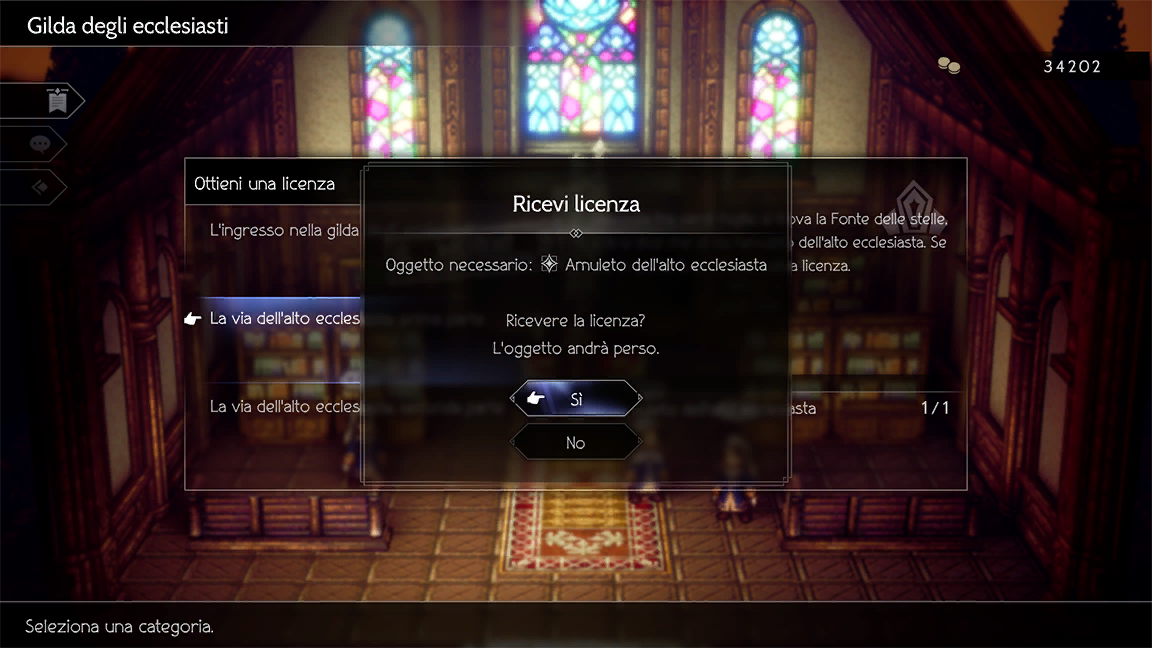 Gilda degli ecclesiasti
34202
Ottieni una licenza
L'ingresso nella gilda
La via dell'alto eccles
La via dell'alto eccles
Ricevi licenza
Oggetto necessario: Amuleto dell'alto ecclesiasta
Ricevere la licenza?
L'oggetto andrà perso.
Sì
No
ova la Fonte delle stelle,
dell'alto ecclesiasta. Se
a licenza.
asta 1/1
Seleziona una categoria.